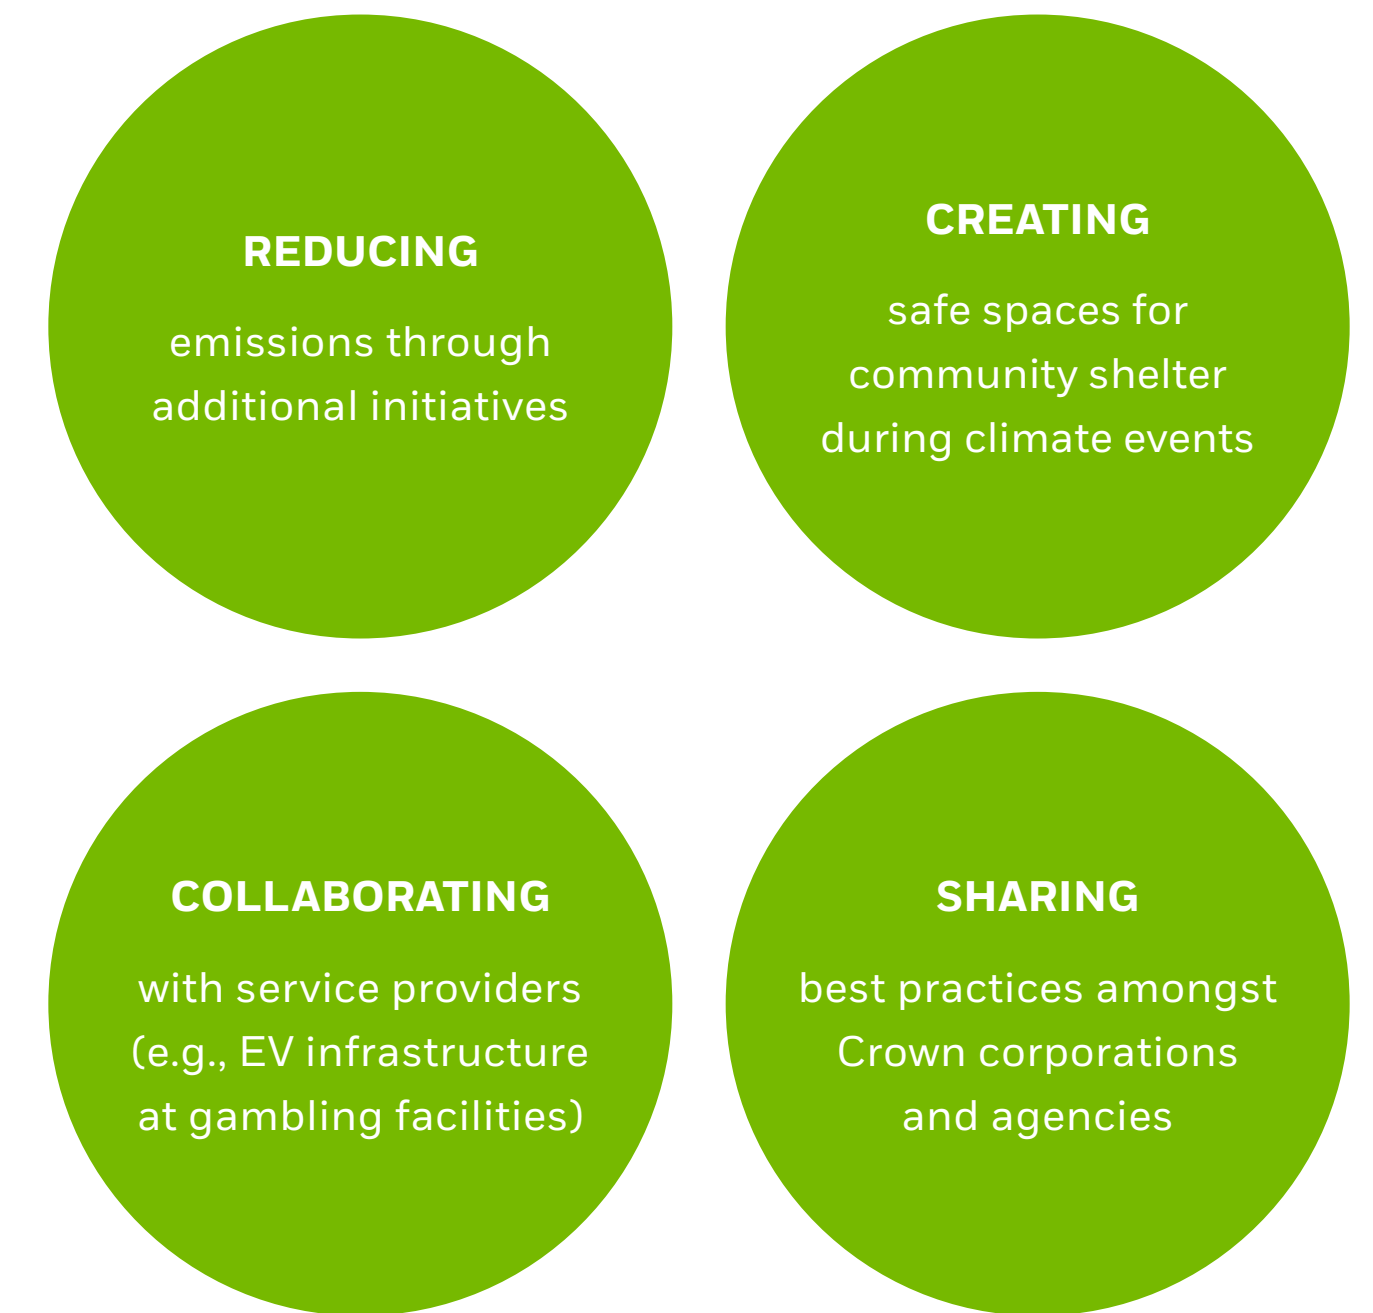 REDUCING
emissions through
additional initiatives
CREATING
safe spaces for
community shelter
during climate events
COLLABORATING
with service providers
(e.g., EV infrastructure
at gambling facilities)
SHARING
best practices amongst
Crown corporations
and agencies